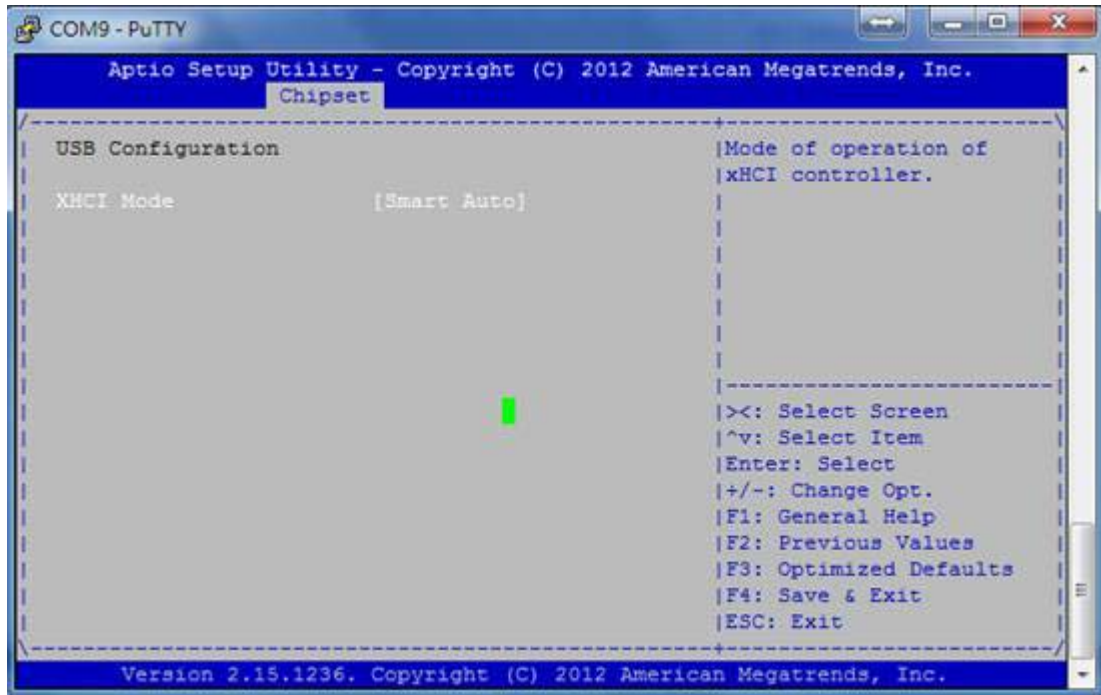 COM9 - PuTTY
Aptio Setup Utility - Copyright (C) 2012 American Megatrends, Inc.
Chipset
USB Configuration
XHCI Mode [Smart Auto]
Mode of operation of
xHCI controller.
><: Select Screen
^v: Select Item
Enter: Select
+/-: Change Opt.
F1: General Help
F2: Previous Values
F3: Optimized Defaults
F4: Save & Exit
ESC: Exit
Version 2.15.1236. Copyright (C) 2012 American Megatrends, Inc.